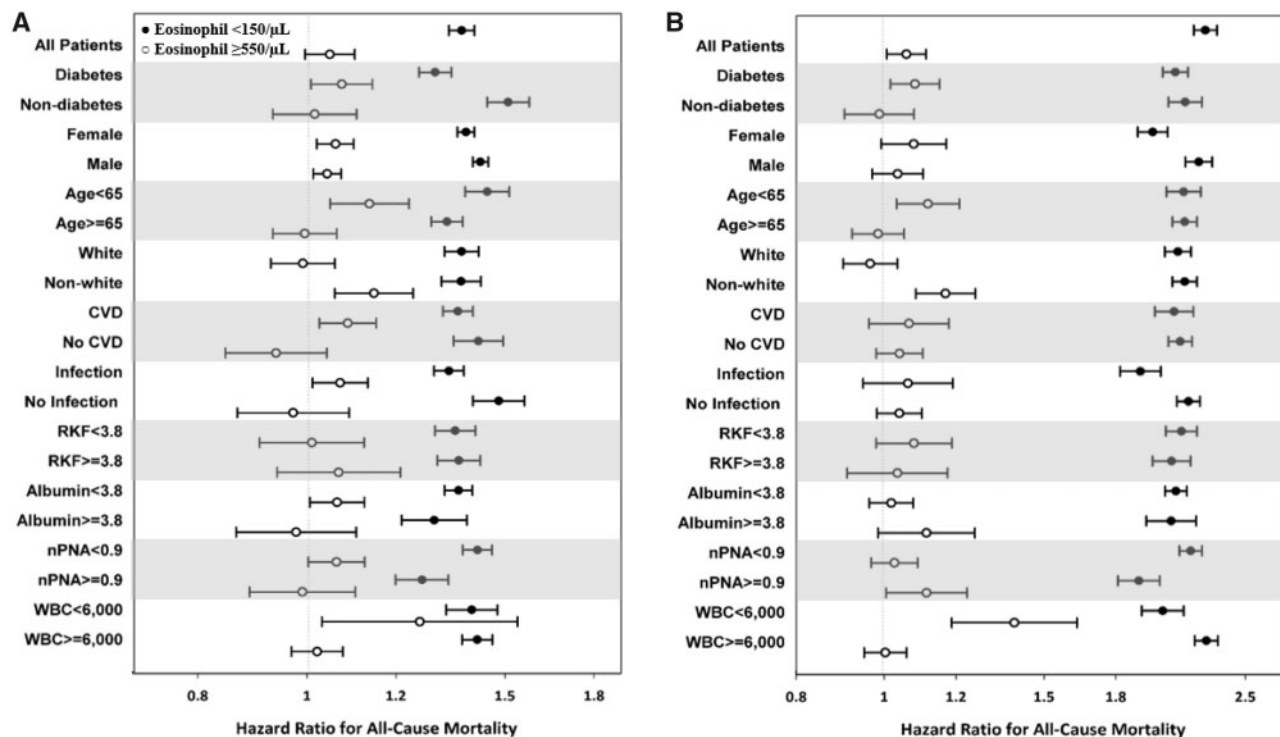 A
● Eosinophil <150/μL
○ Eosinophil ≥550/μL
All Patients
Diabetes
Non-diabetes
Female
Male
Age<65
Age>=65
White
Non-white
CVD
No CVD
Infection
No Infection
RKF<3.8
RKF>=3.8
Albumin<3.8
Albumin>=3.8
nPNA<0.9
nPNA>=0.9
WBC<6,000
WBC>=6,000
0.8 1 1.2 1.5 1.8
Hazard Ratio for All-Cause Mortality
B
All Patients
Diabetes
Non-diabetes
Female
Male
Age<65
Age>=65
White
Non-white
CVD
No CVD
Infection
No Infection
RKF<3.8
RKF>=3.8
Albumin<3.8
Albumin>=3.8
nPNA<0.9
nPNA>=0.9
WBC<6,000
WBC>=6,000
0.8 1 1.2 1.5 1.8 2.5
Hazard Ratio for All-Cause Mortality